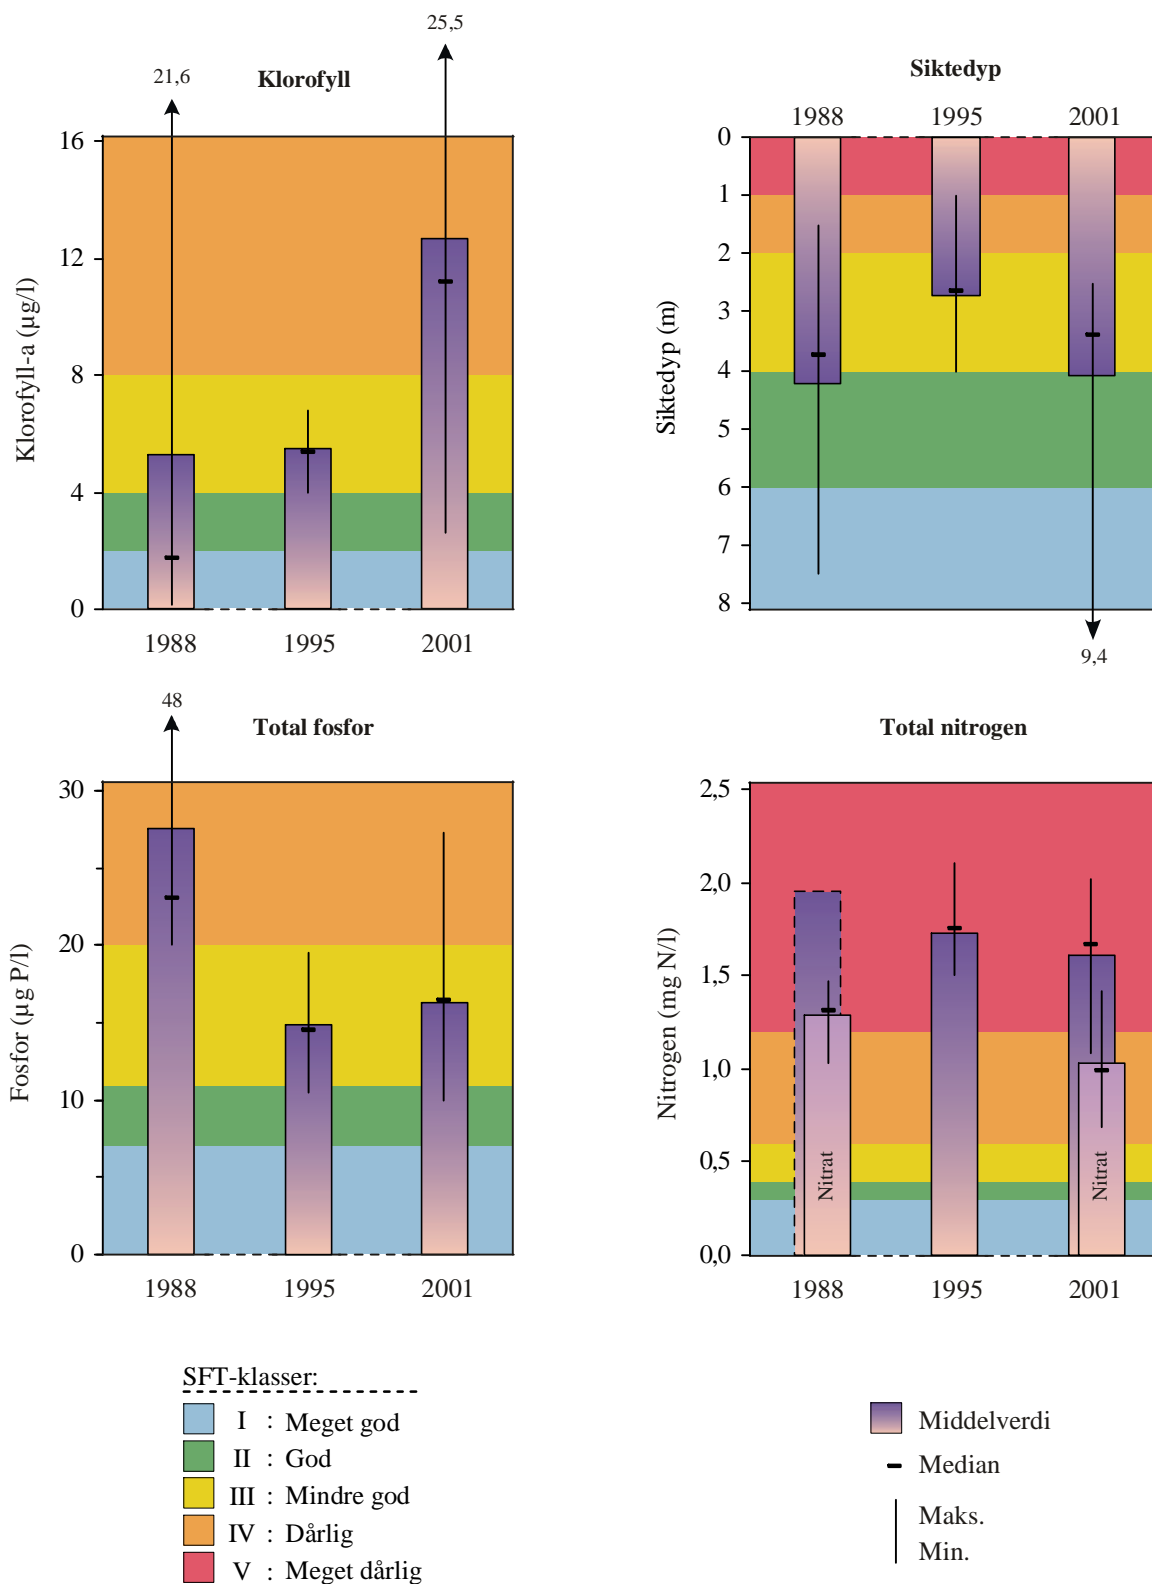 21,6
Klorofyll
25,5
16
12
8
4
0
Klorofyll-a (µg/l)
1988
1995
2001
Siktedyp
1988
1995
2001
0
1
2
3
4
5
6
7
8
Siktedyp (m)
9,4
48
Total fosfor
30
20
10
0
Fosfor (µg P/l)
1988
1995
2001
Total nitrogen
2,5
2,0
1,5
1,0
0,5
0,0
Nitrogen (mg N/l)
Nitrat
Nitrat
1988
1995
2001
SFT-klasser:
I : Meget god
II : God
III : Mindre god
IV : Dårlig
V : Meget dårlig
Middelverdi
Median
Maks.
Min.